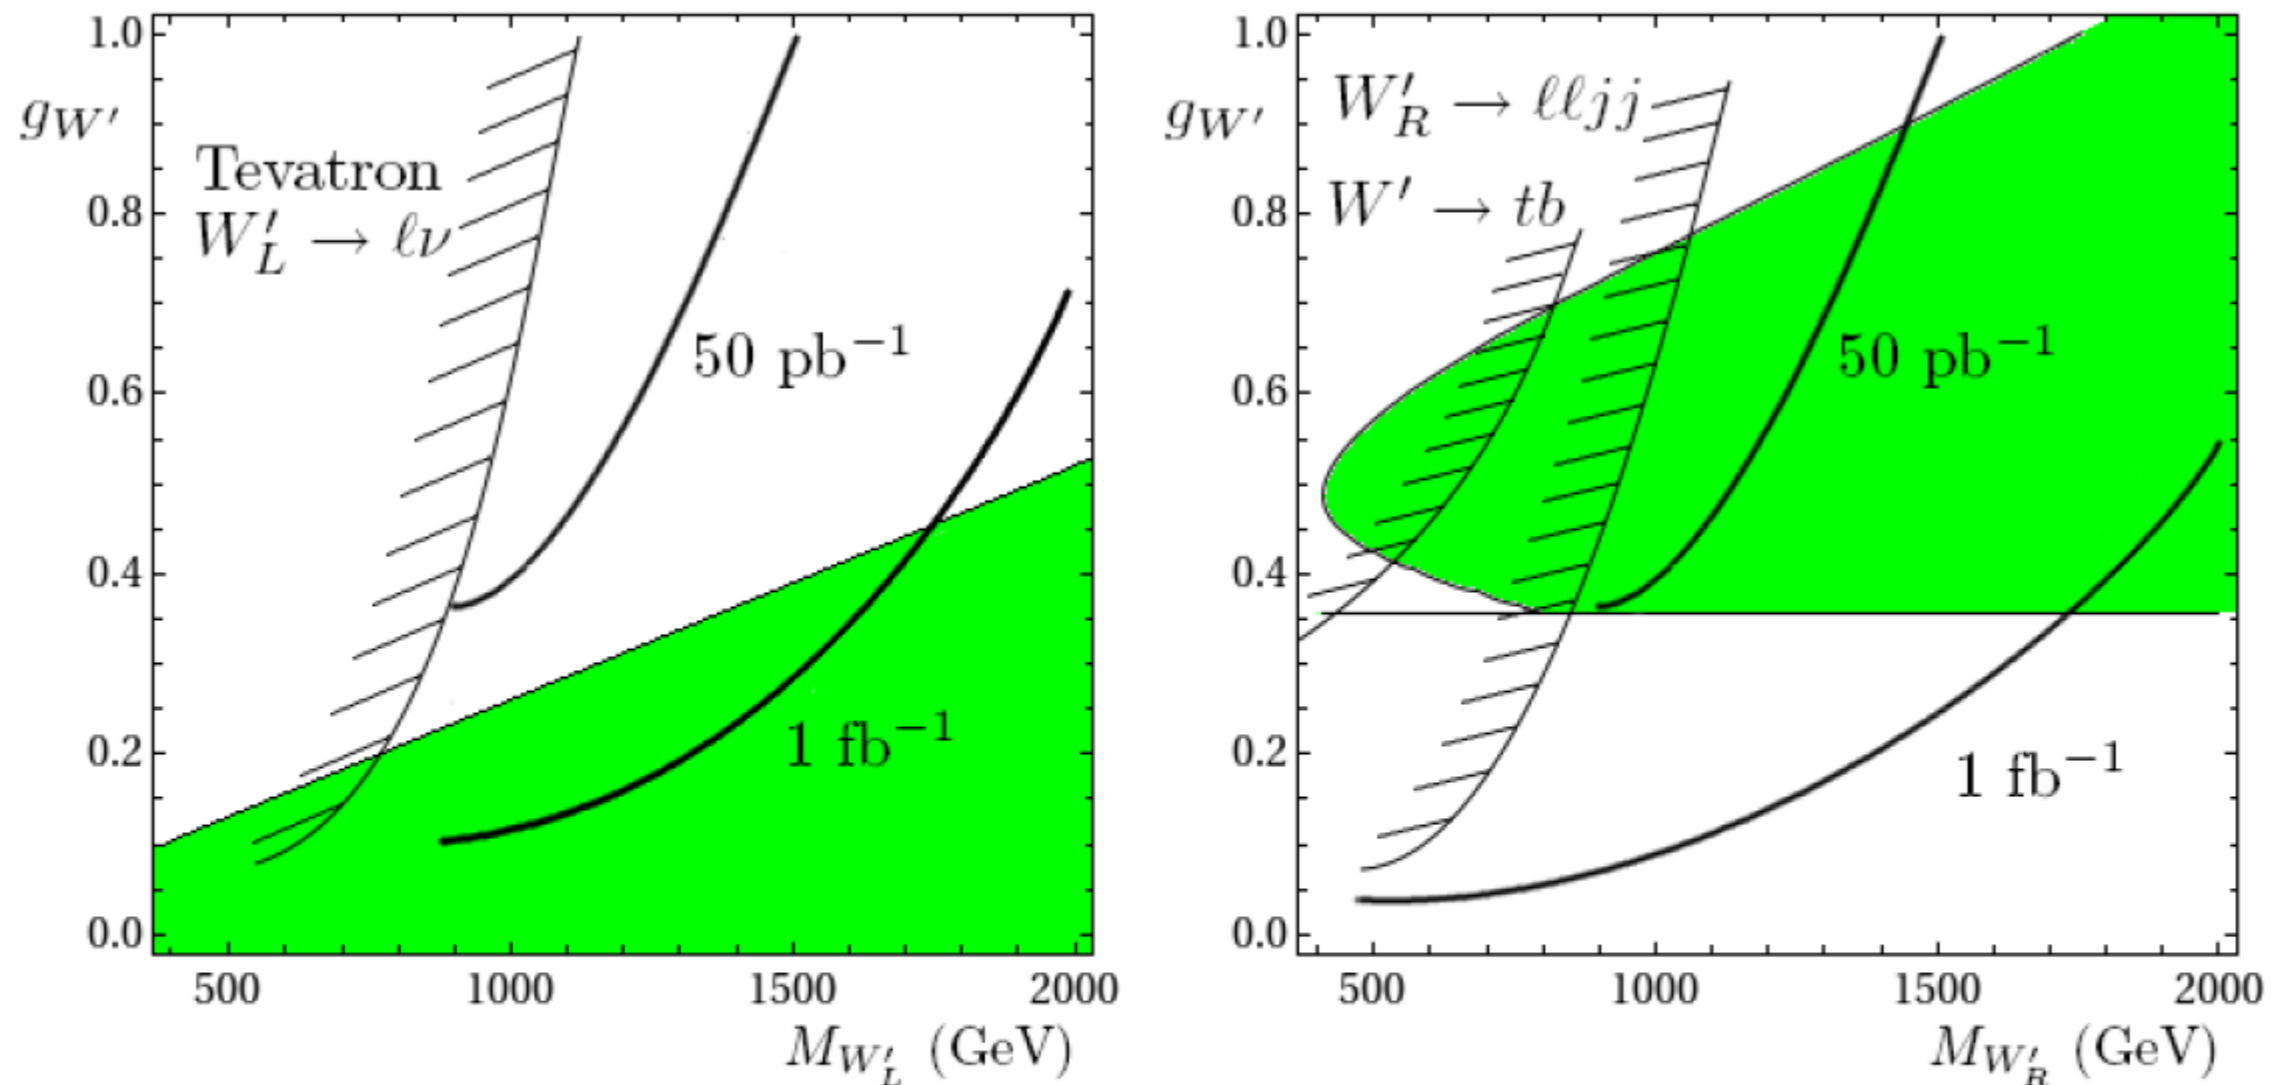 1.0
0.8
0.6
0.4
0.2
0.0
g_{W′}
Tevatron
W′_L → ℓν
50 pb⁻¹
1 fb⁻¹
500 1000 1500 2000
M_{W′_L} (GeV)
1.0
0.8
0.6
0.4
0.2
0.0
g_{W′}
W′_R → ℓℓjj
W′ → tb
50 pb⁻¹
1 fb⁻¹
500 1000 1500 2000
M_{W′_R} (GeV)